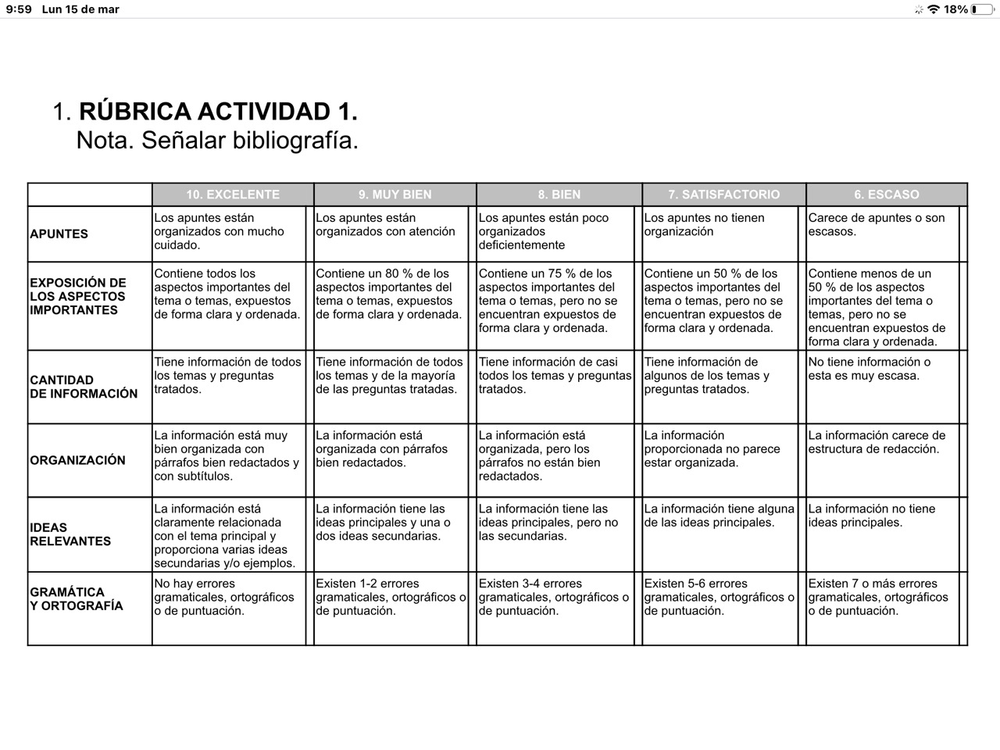 9:59 Lun 15 de mar
18%
1. RÚBRICA ACTIVIDAD 1.
Nota. Señalar bibliografía.
10. EXCELENTE
9. MUY BIEN
8. BIEN
7. SATISFACTORIO
6. ESCASO
APUNTES
Los apuntes están
organizados con mucho
cuidado.
Los apuntes están
organizados con atención
Los apuntes están poco
organizados
deficientemente
Los apuntes no tienen
organización
Carece de apuntes o son
escasos.
EXPOSICIÓN DE
LOS ASPECTOS
IMPORTANTES
Contiene todos los
aspectos importantes del
tema o temas, expuestos
de forma clara y ordenada.
Contiene un 80 % de los
aspectos importantes del
tema o temas, expuestos
de forma clara y ordenada.
Contiene un 75 % de los
aspectos importantes del
tema o temas, pero no se
encuentran expuestos de
forma clara y ordenada.
Contiene un 50 % de los
aspectos importantes del
tema o temas, pero no se
encuentran expuestos de
forma clara y ordenada.
Contiene menos de un
50 % de los aspectos
importantes del tema o
temas, pero no se
encuentran expuestos de
forma clara y ordenada.
CANTIDAD
DE INFORMACIÓN
Tiene información de todos
los temas y preguntas
tratados.
Tiene información de todos
los temas y de la mayoría
de las preguntas tratadas.
Tiene información de casi
todos los temas y preguntas
tratados.
Tiene información de
algunos de los temas y
preguntas tratados.
No tiene información o
esta es muy escasa.
ORGANIZACIÓN
La información está muy
bien organizada con
párrafos bien redactados y
con subtítulos.
La información está
organizada con párrafos
bien redactados.
La información está
organizada, pero los
párrafos no están bien
redactados.
La información
proporcionada no parece
estar organizada.
La información carece de
estructura de redacción.
IDEAS
RELEVANTES
La información está
claramente relacionada
con el tema principal y
proporciona varias ideas
secundarias y/o ejemplos.
La información tiene las
ideas principales y una o
dos ideas secundarias.
La información tiene las
ideas principales, pero no
las secundarias.
La información tiene alguna
de las ideas principales.
La información no tiene
ideas principales.
GRAMÁTICA
Y ORTOGRAFÍA
No hay errores
gramaticales, ortográficos
o de puntuación.
Existen 1-2 errores
gramaticales, ortográficos o
de puntuación.
Existen 3-4 errores
gramaticales, ortográficos o
de puntuación.
Existen 5-6 errores
gramaticales, ortográficos o
de puntuación.
Existen 7 o más errores
gramaticales, ortográficos
o de puntuación.